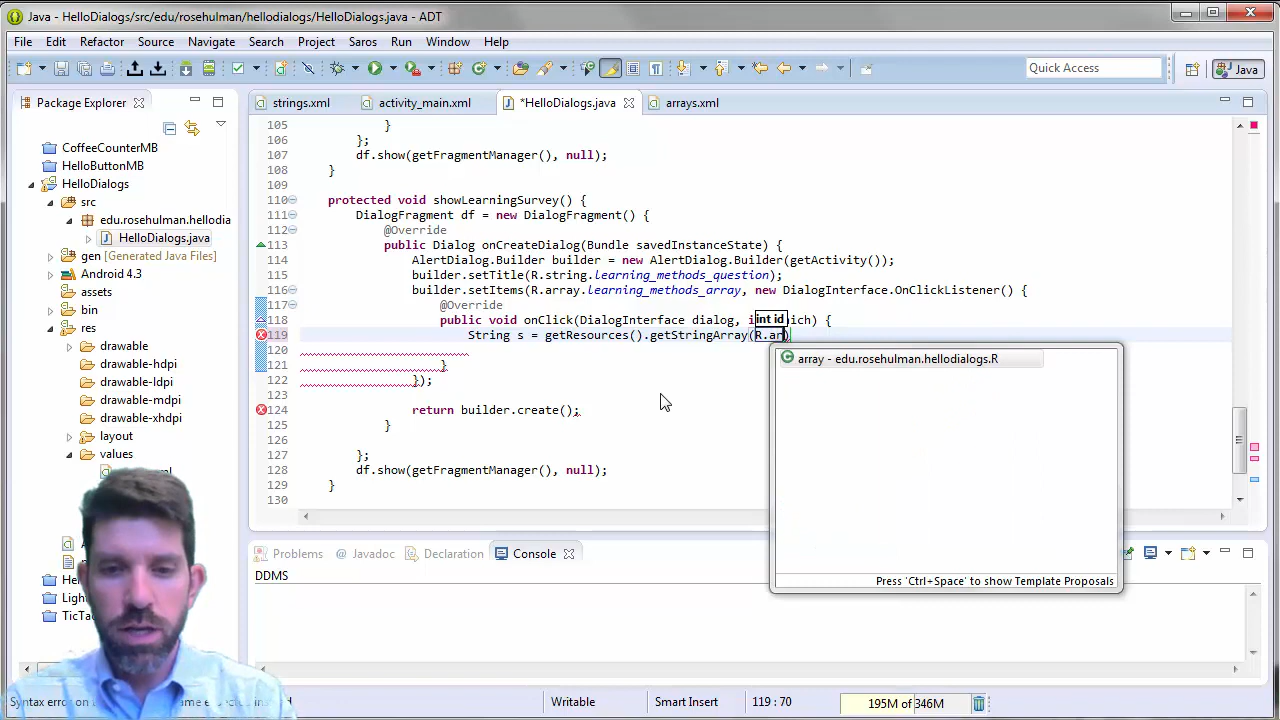 Java - HelloDialogs/src/edu/rosehulman/hellodialogs/HelloDialogs.java - ADT
File Edit Refactor Source Navigate Search Project Saros Run Window Help
Quick Access
Java
Package Explorer
strings.xml
activity_main.xml
*HelloDialogs.java
arrays.xml
CoffeeCounterMB
HelloButtonMB
HelloDialogs
src
edu.rosehulman.hellodia
HelloDialogs.java
gen [Generated Java Files]
Android 4.3
assets
bin
res
drawable
drawable-hdpi
drawable-ldpi
drawable-mdpi
drawable-xhdpi
layout
values
105 }
106 };
107 df.show(getFragmentManager(), null);
108 }
109
110 protected void showLearningSurvey() {
111 DialogFragment df = new DialogFragment() {
112 @Override
113 public Dialog onCreateDialog(Bundle savedInstanceState) {
114 AlertDialog.Builder builder = new AlertDialog.Builder(getActivity());
115 builder.setTitle(R.string.learning_methods_question);
116 builder.setItems(R.array.learning_methods_array, new DialogInterface.OnClickListener() {
117 @Override
118 public void onClick(DialogInterface dialog, i ich) {
int id
119 String s = getResources().getStringArray(R.ar)
120
121 }
122 });
123
124 return builder.create();
125 }
126
127 };
128 df.show(getFragmentManager(), null);
129 }
130
array - edu.rosehulman.hellodialogs.R
Press 'Ctrl+Space' to show Template Proposals
Problems
@ Javadoc
Declaration
Console
DDMS
He
Ligh
TicTac
Syntax error on
Writable
Smart Insert
119 : 70
195M of 346M